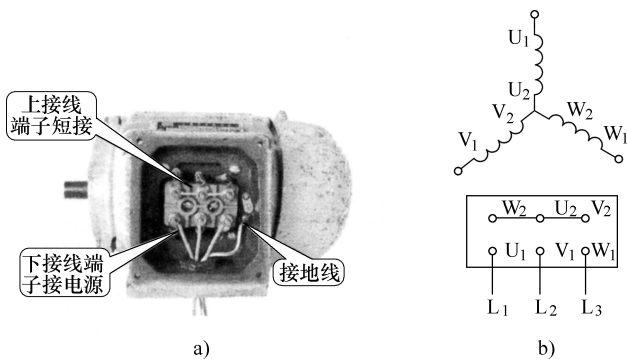 上接线
端子短接
下接线端
子接电源
接地线
a)
U1
U2
V2
W2
V1
W1
W2 U2 V2
U1 V1 W1
L1 L2 L3
b)